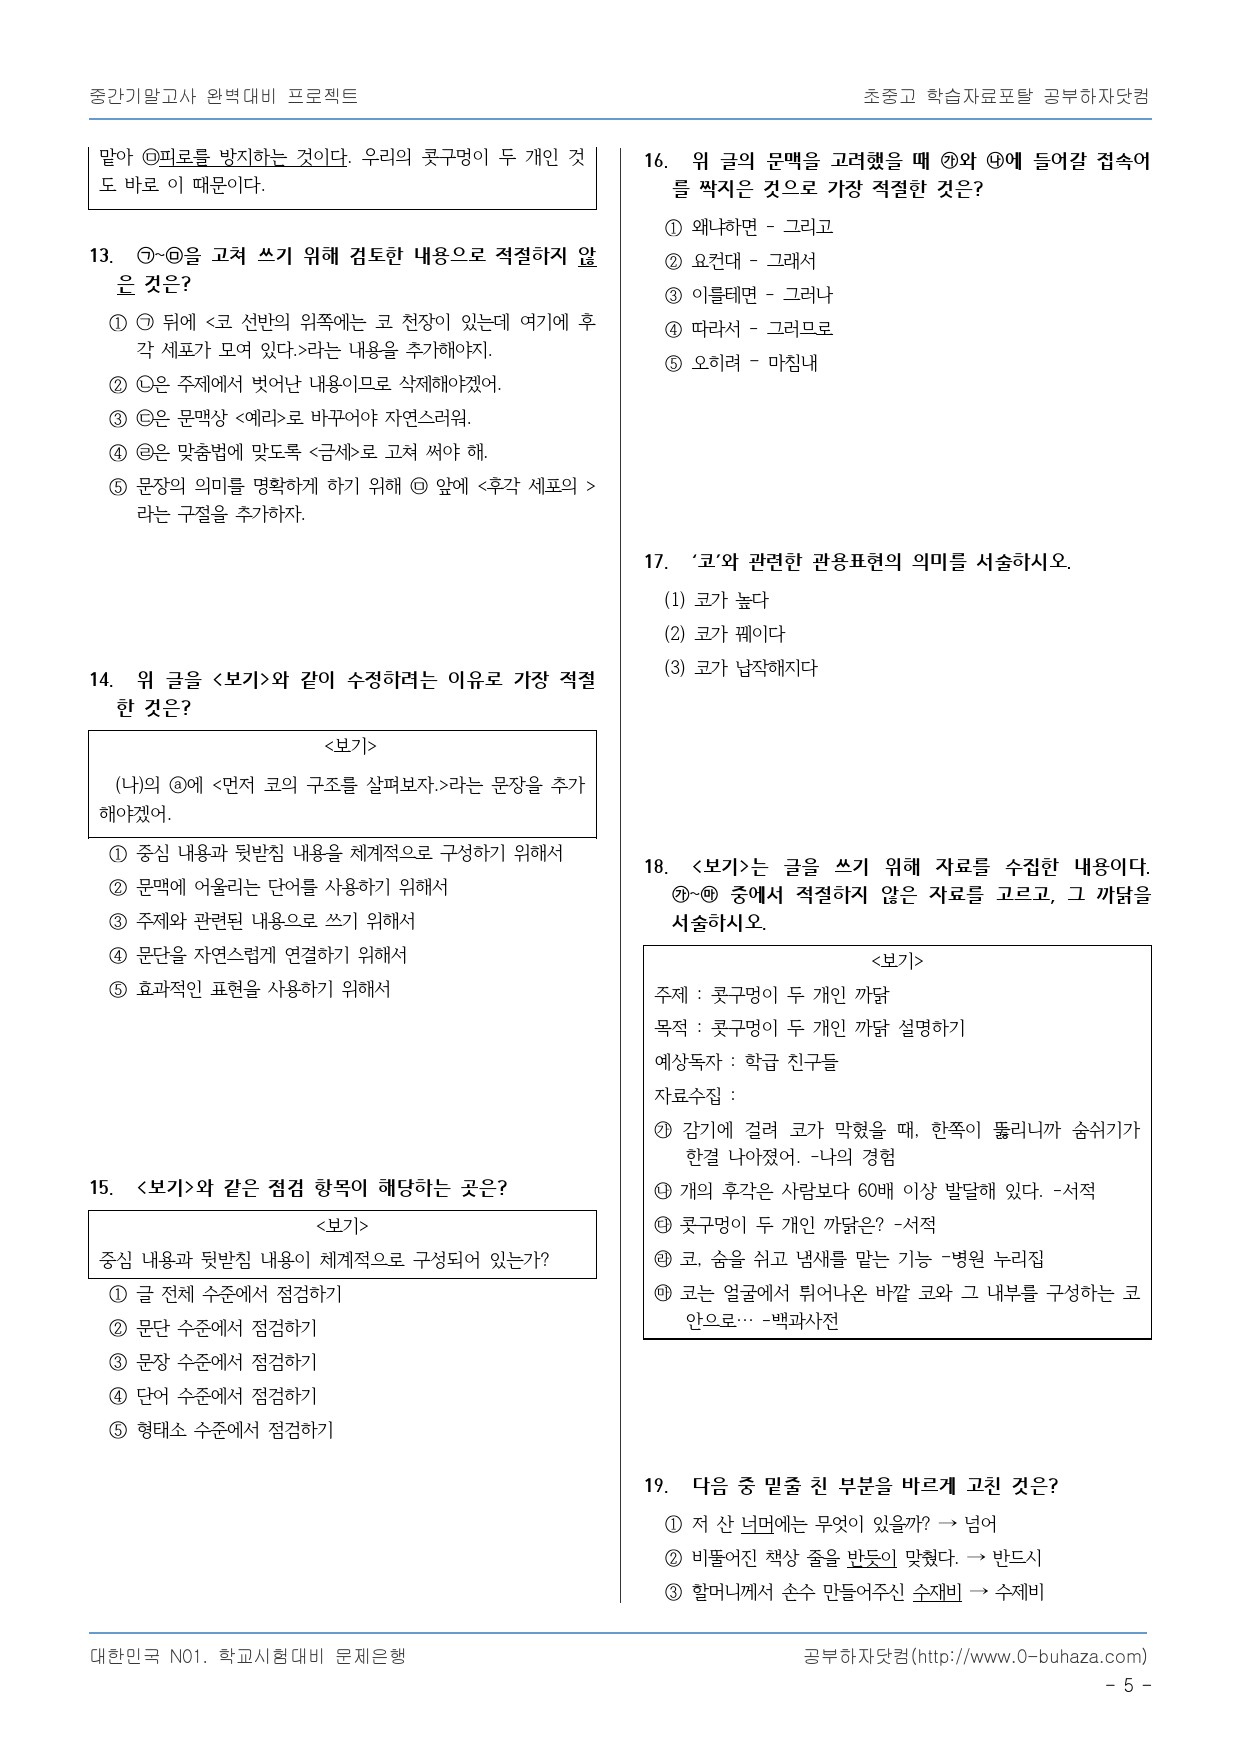 중간기말고사 완벽대비 프로젝트
초중고 학습자료포탈 공부하자닷컴
맡아 ㉤피로를 방지하는 것이다. 우리의 콧구멍이 두 개인 것
도 바로 이 때문이다.
13. ㉠~㉤을 고쳐 쓰기 위해 검토한 내용으로 적절하지 않
은 것은?
① ㉠ 뒤에 <코 선반의 위쪽에는 코 천장이 있는데 여기에 후
각 세포가 모여 있다.>라는 내용을 추가해야지.
② ㉡은 주제에서 벗어난 내용이므로 삭제해야겠어.
③ ㉢은 문맥상 <예리>로 바꾸어야 자연스러워.
④ ㉣은 맞춤법에 맞도록 <금세>로 고쳐 써야 해.
⑤ 문장의 의미를 명확하게 하기 위해 ㉤ 앞에 <후각 세포의 >
라는 구절을 추가하자.
14. 위 글을 <보기>와 같이 수정하려는 이유로 가장 적절
한 것은?
<보기>
(나)의 ⓐ에 <먼저 코의 구조를 살펴보자.>라는 문장을 추가
해야겠어.
① 중심 내용과 뒷받침 내용을 체계적으로 구성하기 위해서
② 문맥에 어울리는 단어를 사용하기 위해서
③ 주제와 관련된 내용으로 쓰기 위해서
④ 문단을 자연스럽게 연결하기 위해서
⑤ 효과적인 표현을 사용하기 위해서
15. <보기>와 같은 점검 항목이 해당하는 곳은?
<보기>
중심 내용과 뒷받침 내용이 체계적으로 구성되어 있는가?
① 글 전체 수준에서 점검하기
② 문단 수준에서 점검하기
③ 문장 수준에서 점검하기
④ 단어 수준에서 점검하기
⑤ 형태소 수준에서 점검하기
16. 위 글의 문맥을 고려했을 때 ㉮와 ㉯에 들어갈 접속어
를 짝지은 것으로 가장 적절한 것은?
① 왜냐하면 - 그리고
② 요컨대 - 그래서
③ 이를테면 - 그러나
④ 따라서 - 그러므로
⑤ 오히려 - 마침내
17. ‘코’와 관련한 관용표현의 의미를 서술하시오.
(1) 코가 높다
(2) 코가 꿰이다
(3) 코가 납작해지다
18. <보기>는 글을 쓰기 위해 자료를 수집한 내용이다.
㉮~㉲ 중에서 적절하지 않은 자료를 고르고, 그 까닭을
서술하시오.
<보기>
주제 : 콧구멍이 두 개인 까닭
목적 : 콧구멍이 두 개인 까닭 설명하기
예상독자 : 학급 친구들
자료수집 :
㉮ 감기에 걸려 코가 막혔을 때, 한쪽이 뚫리니까 숨쉬기가
한결 나아졌어. -나의 경험
㉯ 개의 후각은 사람보다 60배 이상 발달해 있다. -서적
㉰ 콧구멍이 두 개인 까닭은? -서적
㉱ 코, 숨을 쉬고 냄새를 맡는 기능 -병원 누리집
㉲ 코는 얼굴에서 튀어나온 바깥 코와 그 내부를 구성하는 코
안으로… -백과사전
19. 다음 중 밑줄 친 부분을 바르게 고친 것은?
① 저 산 너머에는 무엇이 있을까? → 넘어
② 비뚤어진 책상 줄을 반듯이 맞췄다. → 반드시
③ 할머니께서 손수 만들어주신 수재비 → 수제비
대한민국 N01. 학교시험대비 문제은행
공부하자닷컴(http://www.0-buhaza.com)
- 5 -